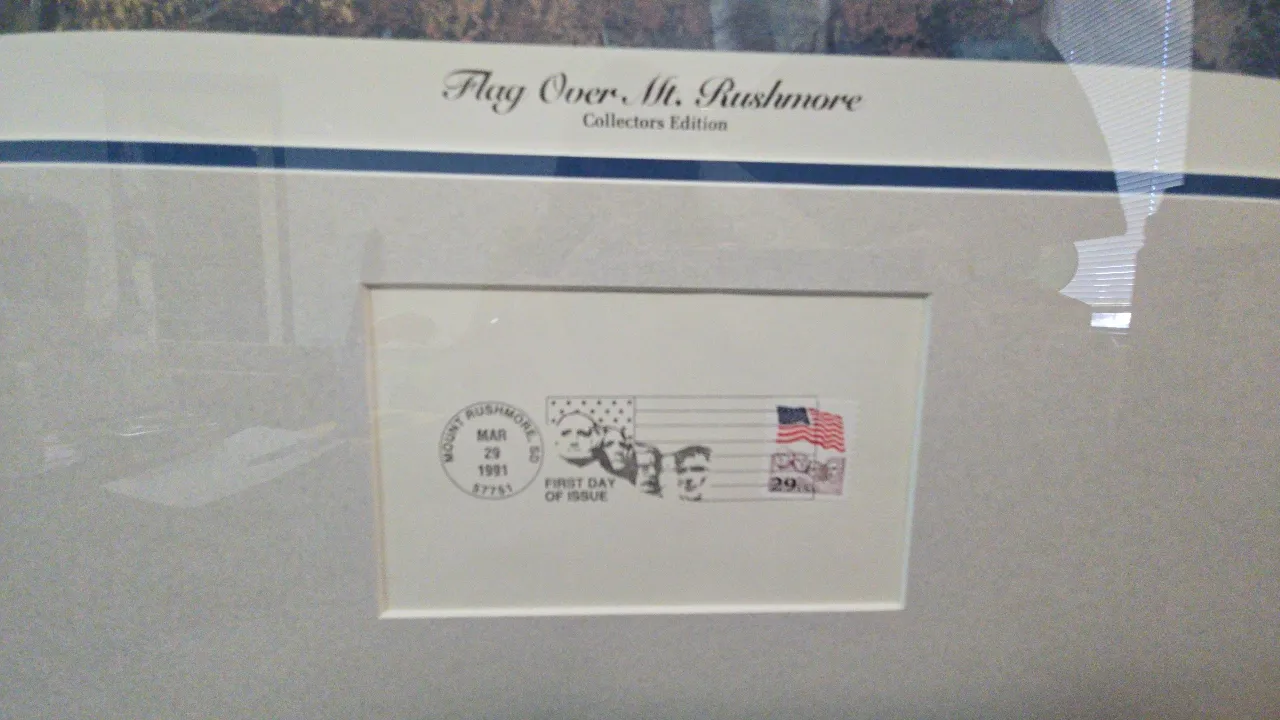 Flag Over Mt. Rushmore
Collectors Edition
MOUNT RUSHMORE, SD
MAR
29
1991
57751
FIRST DAY
OF ISSUE
29